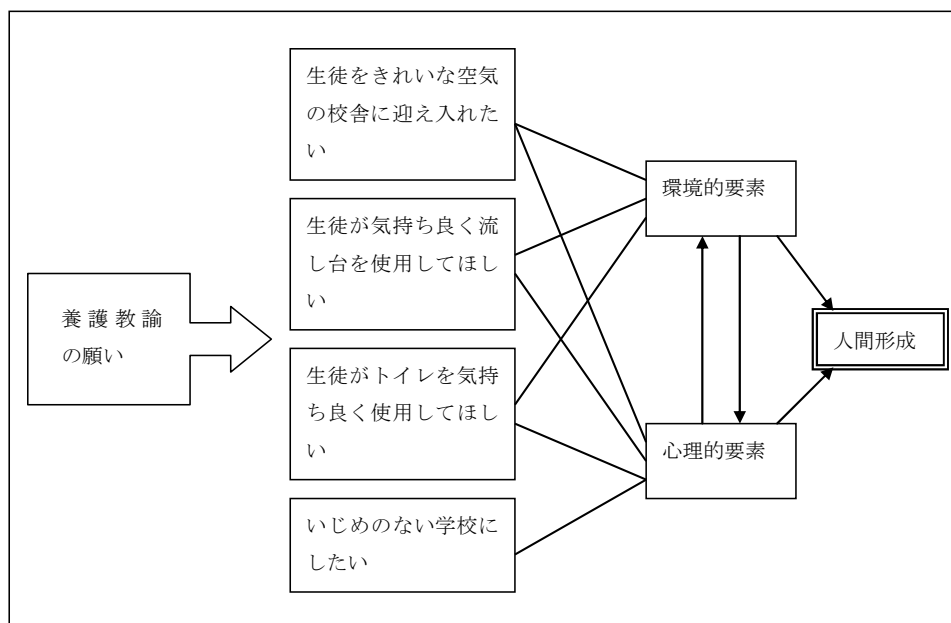 養護教諭
の願い
生徒をきれいな空気
の校舎に迎え入れた
い
生徒が気持ち良く流
し台を使用してほし
い
生徒がトイレを気持
ち良く使用してほし
い
いじめのない学校に
したい
環境的要素
心理的要素
人間形成